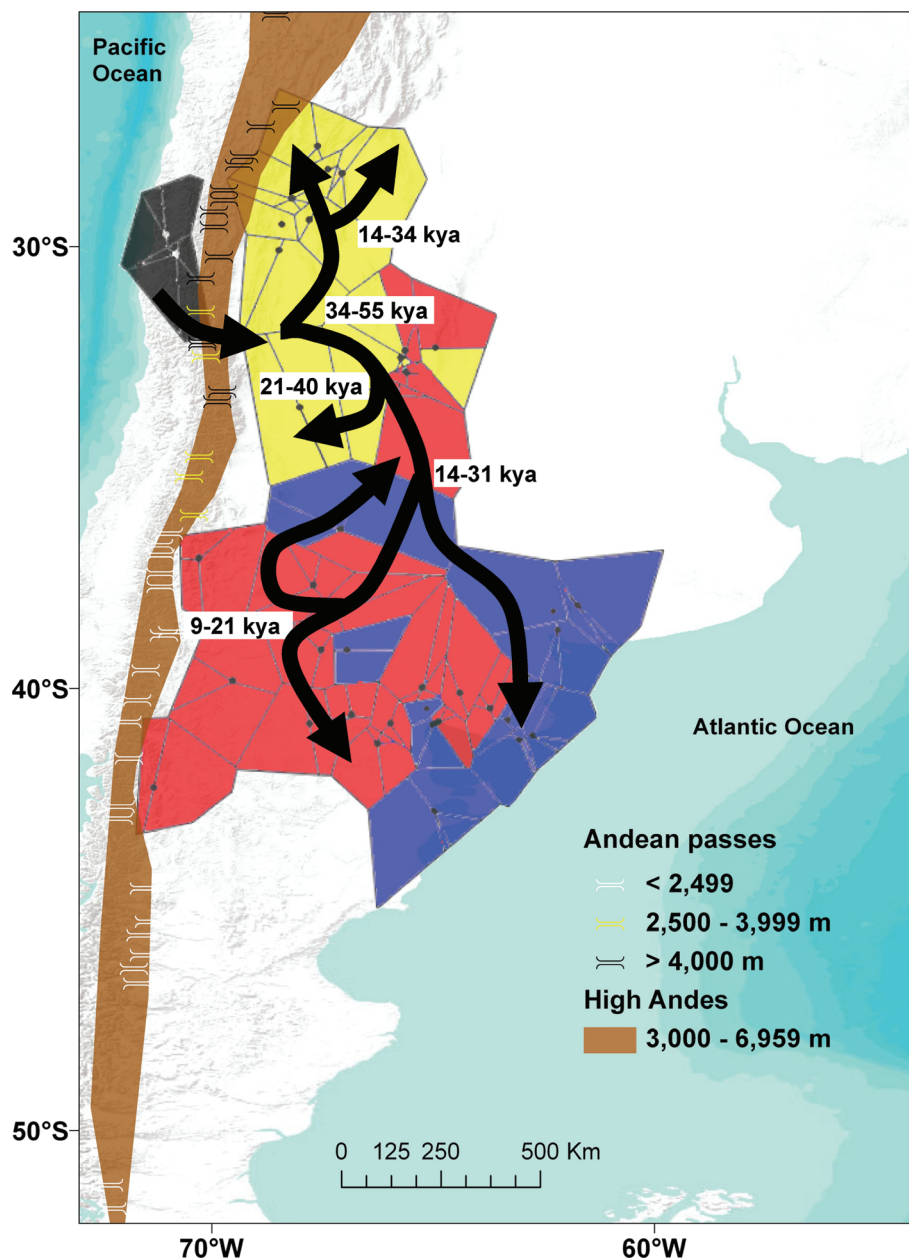 Pacific
Ocean
30°S
14-34 kya
34-55 kya
21-40 kya
14-31 kya
9-21 kya
40°S
Atlantic Ocean
Andean passes
< 2,499
2,500 - 3,999 m
> 4,000 m
High Andes
3,000 - 6,959 m
50°S
0 125 250 500 Km
70°W
60°W